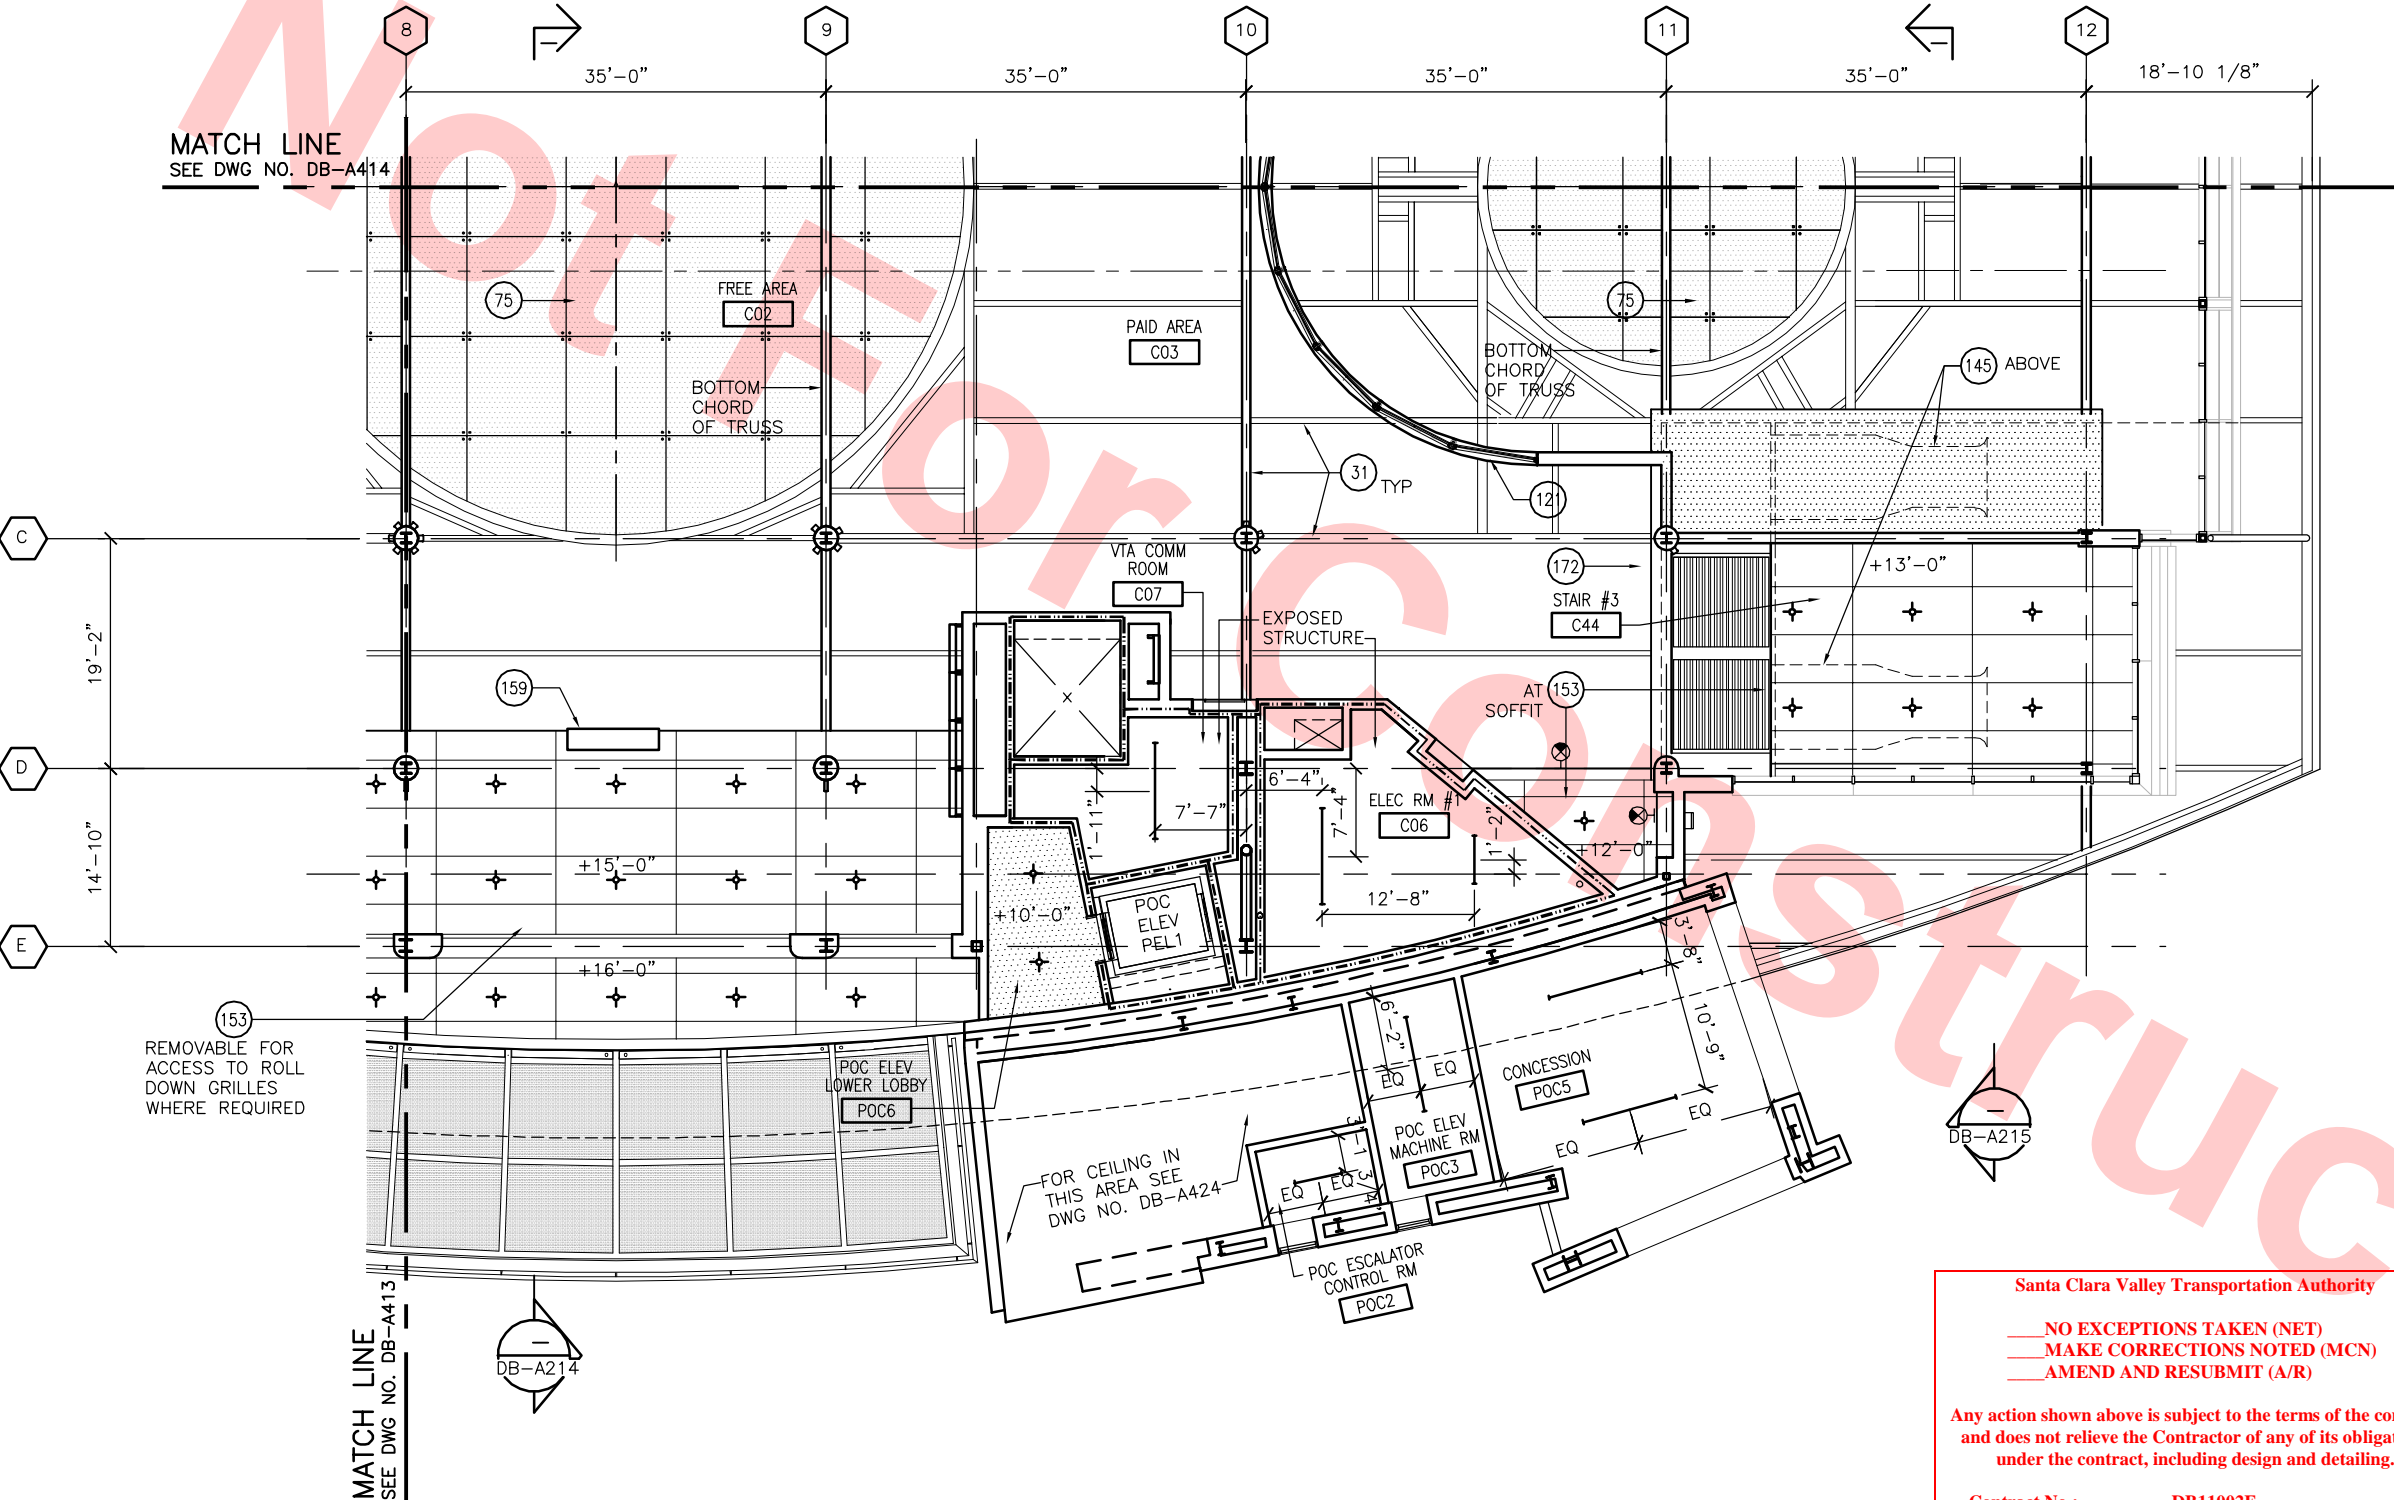 8
9
10
11
12
35'-0"
35'-0"
35'-0"
35'-0"
18'-10 1/8"
MATCH LINE
SEE DWG NO. DB-A414
Not For Construc
75
FREE AREA
C02
PAID AREA
C03
75
BOTTOM
CHORD
OF TRUSS
BOTTOM
CHORD
OF TRUSS
145 ABOVE
31 TYP
121
C
VTA COMM
ROOM
C07
172
+13'-0"
STAIR #3
C44
EXPOSED
STRUCTURE
19'-2"
159
AT 153
SOFFIT
D
6'-4"
7'-7"
7'-4"
ELEC RM #1
C06
1'-2"
+12'-0"
14'-10"
+15'-0"
+10'-0"
12'-8"
POC
ELEV
PEL1
E
+16'-0"
3'-8"
10'-9"
153
REMOVABLE FOR
ACCESS TO ROLL
DOWN GRILLES
WHERE REQUIRED
POC ELEV
LOWER LOBBY
POC6
6'-2"
EQ
EQ
CONCESSION
POC5
EQ
EQ
POC ELEV
MACHINE RM
POC3
3'-1 3/4"
EQ
EQ
FOR CEILING IN
THIS AREA SEE
DWG NO. DB-A424
POC ESCALATOR
CONTROL RM
POC2
DB-A215
DB-A214
MATCH LINE
SEE DWG NO. DB-A413
Santa Clara Valley Transportation Authority
____NO EXCEPTIONS TAKEN (NET)
____MAKE CORRECTIONS NOTED (MCN)
____AMEND AND RESUBMIT (A/R)
Any action shown above is subject to the terms of the con
and does not relieve the Contractor of any of its obligat
under the contract, including design and detailing.